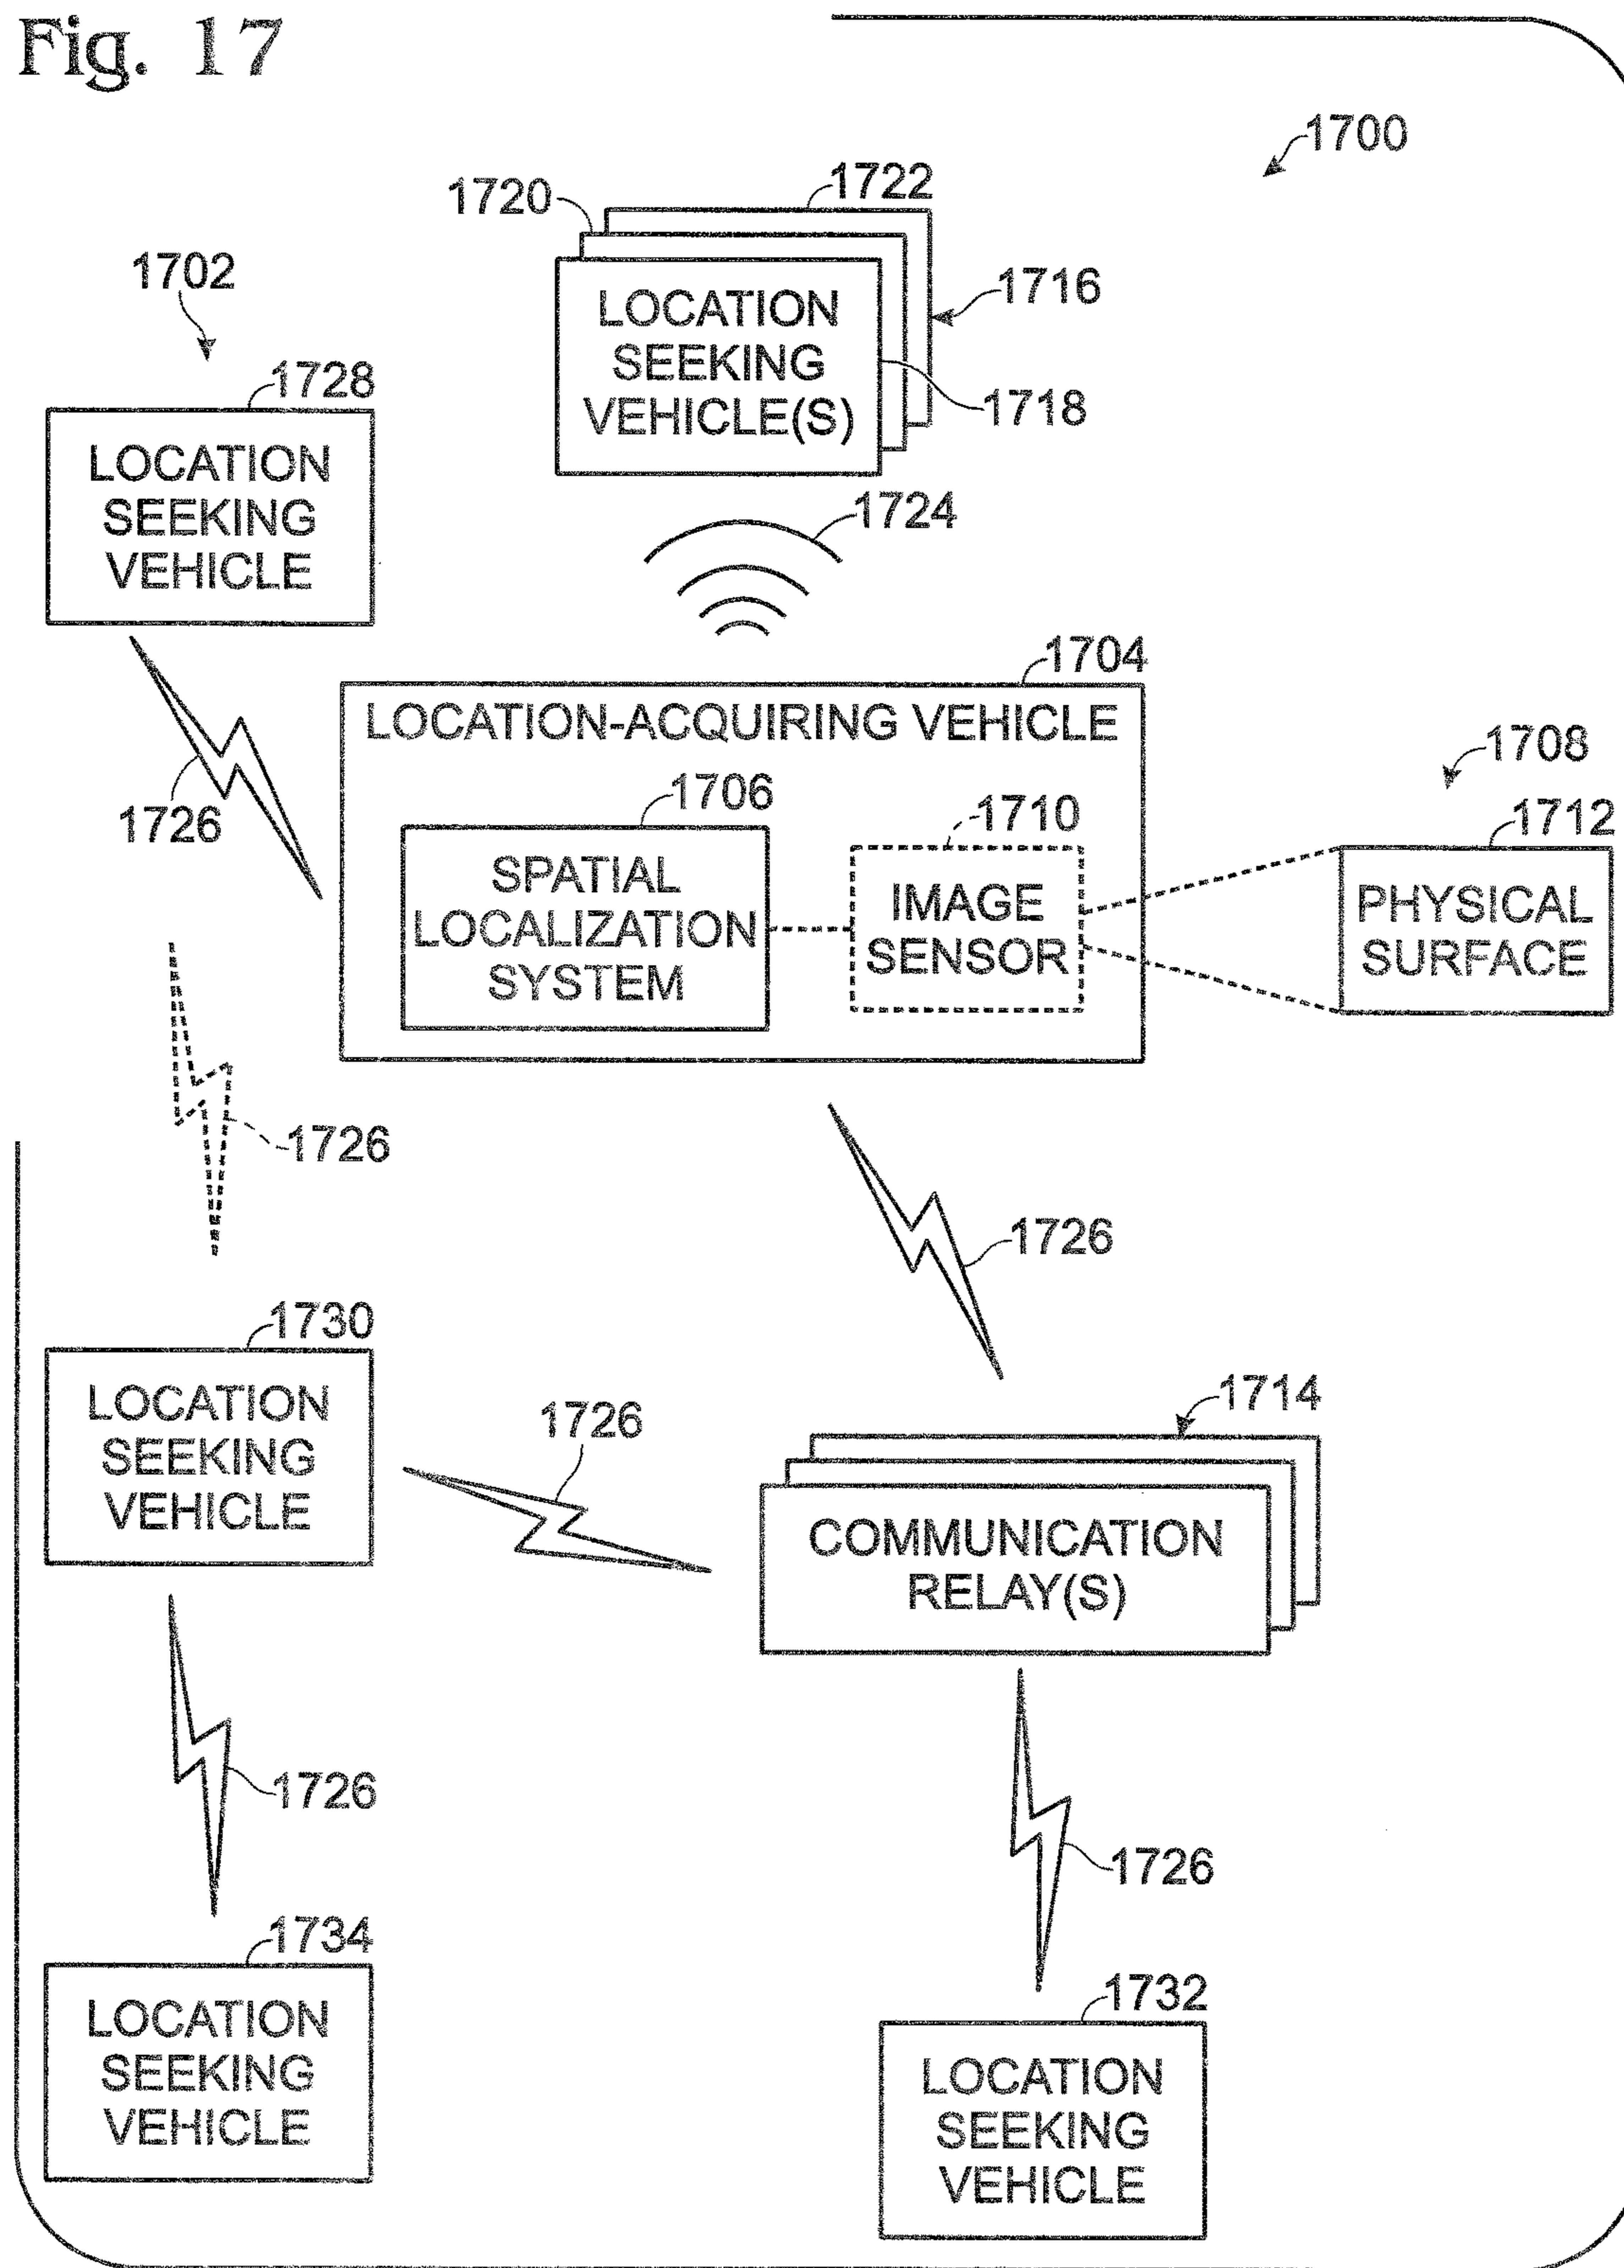 Fig. 17
1700
1720
1722
1702
1716
LOCATION
SEEKING
VEHICLE(S)
1718
1728
LOCATION
SEEKING
VEHICLE
1724
1704
LOCATION-ACQUIRING VEHICLE
1726
1706
SPATIAL
LOCALIZATION
SYSTEM
1710
IMAGE
SENSOR
1708
1712
PHYSICAL
SURFACE
1726
1726
1730
LOCATION
SEEKING
VEHICLE
1726
1714
COMMUNICATION
RELAY(S)
1726
1726
1734
LOCATION
SEEKING
VEHICLE
1732
LOCATION
SEEKING
VEHICLE